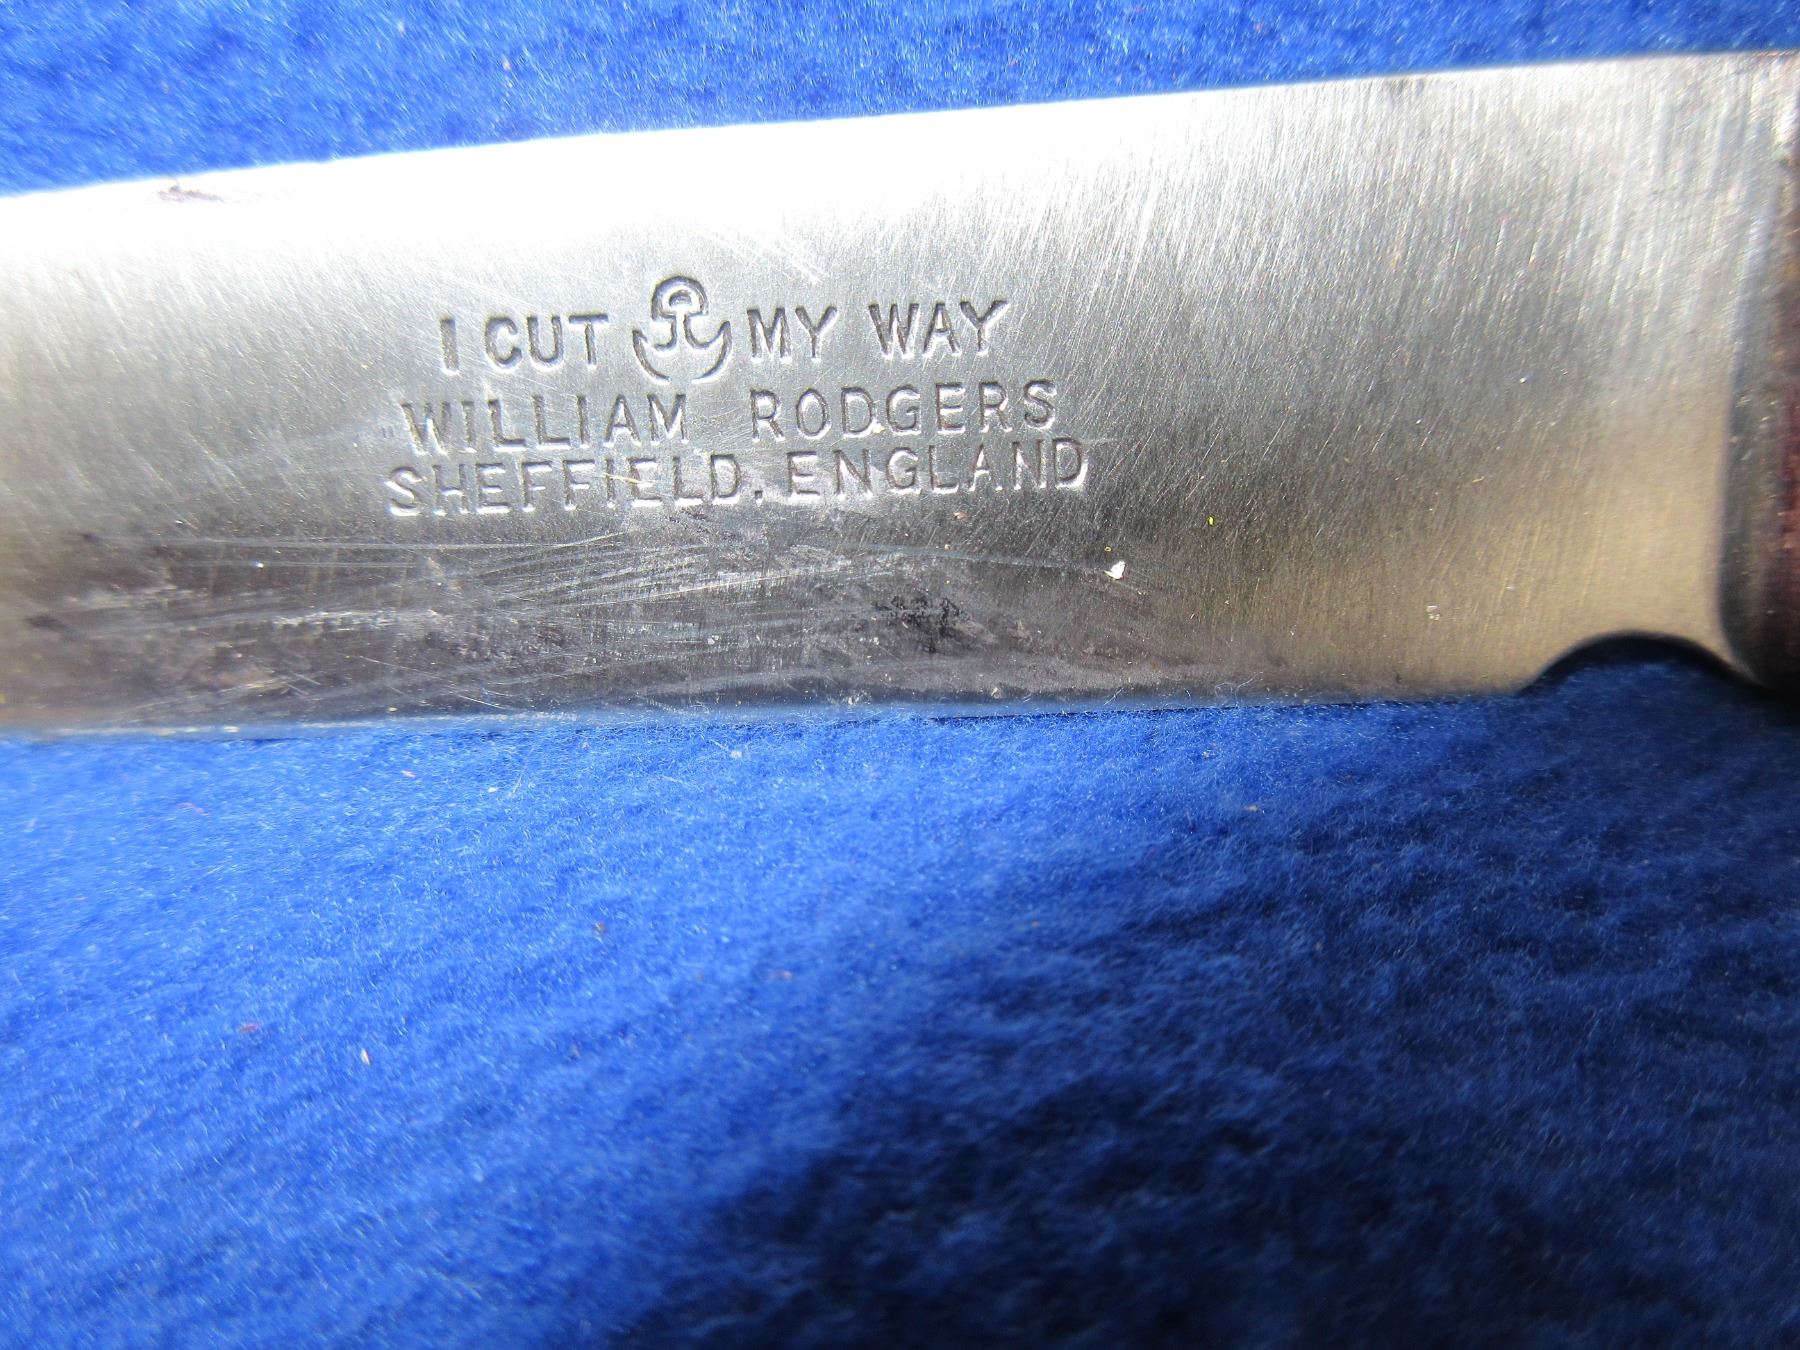 I CUT MY WAY
WILLIAM RODGERS
SHEFFIELD. ENGLAND